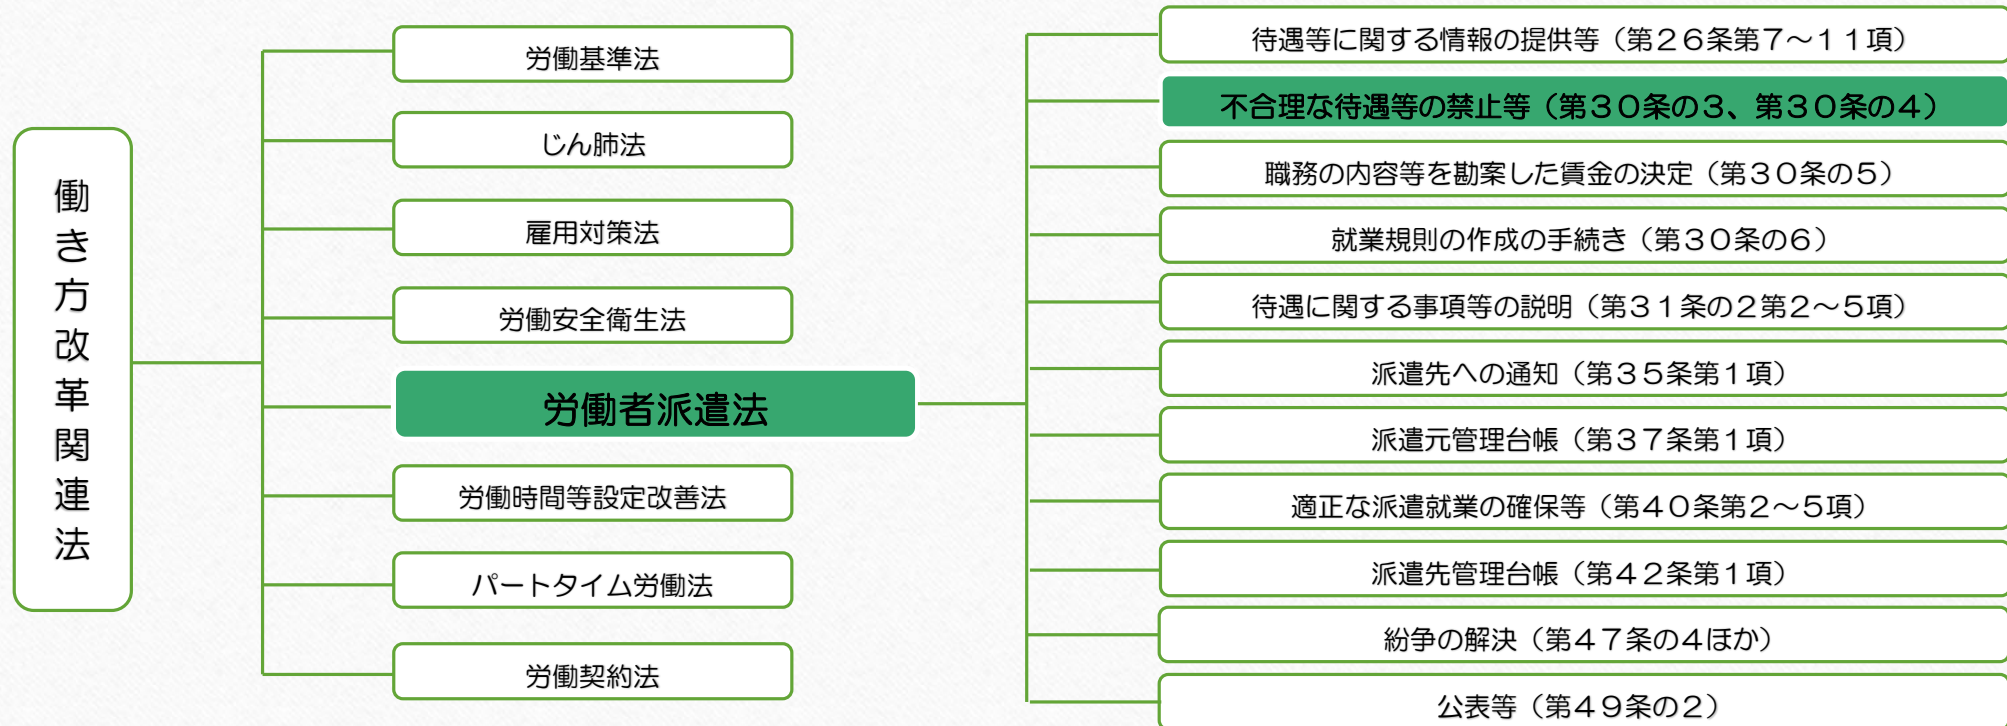 働き方改革関連法
労働基準法
じん肺法
雇用対策法
労働安全衛生法
労働者派遣法
労働時間等設定改善法
パートタイム労働法
労働契約法
待遇等に関する情報の提供等（第２６条第７～１１項）
不合理な待遇等の禁止等（第３０条の３、第３０条の４）
職務の内容等を勘案した賃金の決定（第３０条の５）
就業規則の作成の手続き（第３０条の６）
待遇に関する事項等の説明（第３１条の２第２～５項）
派遣先への通知（第３５条第１項）
派遣元管理台帳（第３７条第１項）
適正な派遣就業の確保等（第４０条第２～５項）
派遣先管理台帳（第４２条第１項）
紛争の解決（第４７条の４ほか）
公表等（第４９条の２）